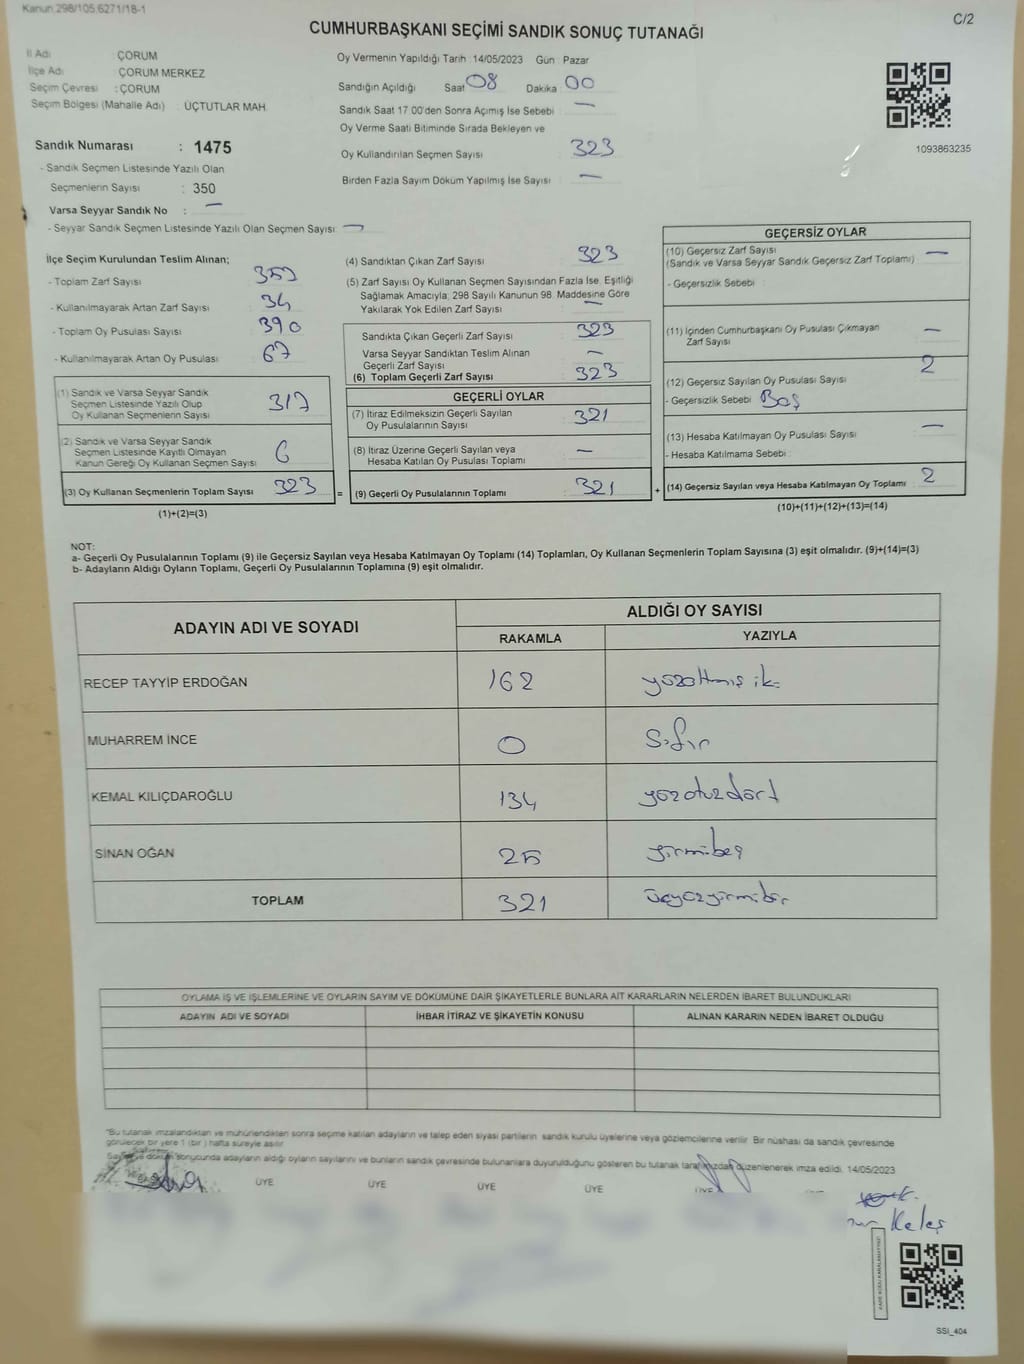 Kanun 298/105 6271/18-1
C/2
CUMHURBAŞKANI SEÇİMİ SANDIK SONUÇ TUTANAĞI
İl Adı : ÇORUM
İlçe Adı : ÇORUM MERKEZ
Seçim Çevresi : ÇORUM
Seçim Bölgesi (Mahalle Adı) : ÜÇTUTLAR MAH.
Sandık Numarası : 1475
- Sandık Seçmen Listesinde Yazılı Olan
Seçmenlerin Sayısı : 350
Varsa Seyyar Sandık No : —
- Seyyar Sandık Seçmen Listesinde Yazılı Olan Seçmen Sayısı —
Oy Vermenin Yapıldığı Tarih : 14/05/2023 Gün : Pazar
Sandığın Açıldığı Saat 08 Dakika 00
Sandık Saat 17.00'den Sonra Açımış İse Sebebi : —
Oy Verme Saati Bitiminde Sırada Bekleyen ve
Oy Kullandırılan Seçmen Sayısı : 323
Birden Fazla Sayım Döküm Yapılmış İse Sayısı : —
1093863235
İlçe Seçim Kurulundan Teslim Alınan;
- Toplam Zarf Sayısı
- Kullanılmayarak Artan Zarf Sayısı : 34
- Toplam Oy Pusulası Sayısı : 390
- Kullanılmayarak Artan Oy Pusulası : 67
(1) Sandık ve Varsa Seyyar Sandık
Seçmen Listesinde Yazılı Olup
Oy Kullanan Seçmenlerin Sayısı 317
(2) Sandık ve Varsa Seyyar Sandık
Seçmen Listesinde Kayıtlı Olmayan
Kanun Gereği Oy Kullanan Seçmen Sayısı 6
(3) Oy Kullanan Seçmenlerin Toplam Sayısı 323 =
(1)+(2)=(3)
(4) Sandıktan Çıkan Zarf Sayısı : 323
(5) Zarf Sayısı Oy Kullanan Seçmen Sayısından Fazla İse, Eşitliği
Sağlamak Amacıyla, 298 Sayılı Kanunun 98. Maddesine Göre
Yakılarak Yok Edilen Zarf Sayısı : —
Sandıkta Çıkan Geçerli Zarf Sayısı : 323
Varsa Seyyar Sandıktan Teslim Alınan
Geçerli Zarf Sayısı : —
(6) Toplam Geçerli Zarf Sayısı : 323
GEÇERLİ OYLAR
(7) İtiraz Edilmeksizin Geçerli Sayılan
Oy Pusulalarının Sayısı : 321
(8) İtiraz Üzerine Geçerli Sayılan veya
Hesaba Katılan Oy Pusulası Toplamı : —
(9) Geçerli Oy Pusulalarının Toplamı : 321 +
GEÇERSİZ OYLAR
(10) Geçersiz Zarf Sayısı : —
(Sandık ve Varsa Seyyar Sandık Geçersiz Zarf Toplamı)
- Geçersizlik Sebebi :
(11) İçinden Cumhurbaşkanı Oy Pusulası Çıkmayan
Zarf Sayısı : —
(12) Geçersiz Sayılan Oy Pusulası Sayısı : 2
- Geçersizlik Sebebi : Boş
(13) Hesaba Katılmayan Oy Pusulası Sayısı : —
- Hesaba Katılmama Sebebi :
(14) Geçersiz Sayılan veya Hesaba Katılmayan Oy Toplamı : 2
(10)+(11)+(12)+(13)=(14)
NOT:
a- Geçerli Oy Pusulalarının Toplamı (9) ile Geçersiz Sayılan veya Hesaba Katılmayan Oy Toplamı (14) Toplamları, Oy Kullanan Seçmenlerin Toplam Sayısına (3) eşit olmalıdır. (9)+(14)=(3)
b- Adayların Aldığı Oyların Toplamı, Geçerli Oy Pusulalarının Toplamına (9) eşit olmalıdır.
ADAYIN ADI VE SOYADI
ALDIĞI OY SAYISI
RAKAMLA YAZIYLA
RECEP TAYYİP ERDOĞAN 162 yüzaltmış iki
MUHARREM İNCE 0 Sıfır
KEMAL KILIÇDAROĞLU 134 yüzotuzdört
SİNAN OĞAN 25 yirmibeş
TOPLAM 321 üçyüzyirmibir
OYLAMA İŞ VE İŞLEMLERİNE VE OYLARIN SAYIM VE DÖKÜMÜNE DAİR ŞİKAYETLERLE BUNLARA AİT KARARLARIN NELERDEN İBARET BULUNDUKLARI
ADAYIN ADI VE SOYADI İHBAR İTİRAZ VE ŞİKAYETİN KONUSU ALINAN KARARIN NEDEN İBARET OLDUĞU
*Bu tutanak imzalandıktan ve mühürlendikten sonra seçime katılan adayların ve talep eden siyasi partilerin sandık kurulu üyelerine veya gözlemcilerine verilir. Bir nüshası da sandık çevresinde
görülecek bir yere 1 (bir) hafta süreyle asılır.
Sayım ve döküm sonucunda adayların aldığı oyların sayılarını ve bunların sandık çevresinde bulunanlara duyurulduğunu gösteren bu tutanak tarafımızdan düzenlenerek imza edildi. 14/05/2023
ÜYE ÜYE ÜYE ÜYE ÜYE
Keleş
SSİ_404